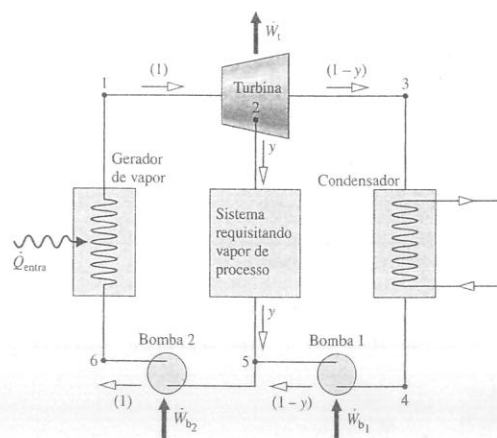 Ẇt
1
(1)
(1 – y)
3
Turbina
2
y
Gerador
de vapor
Condensador
Sistema
requisitando
vapor de
processo
Q̇entra
y
Bomba 2
Bomba 1
6
5
(1)
(1 – y)
4
Ẇb2
Ẇb1